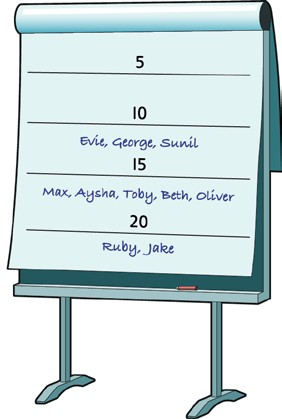 5
10
Evie, George, Sunil
15
Max, Aysha, Toby, Beth, Oliver
20
Ruby, Jake